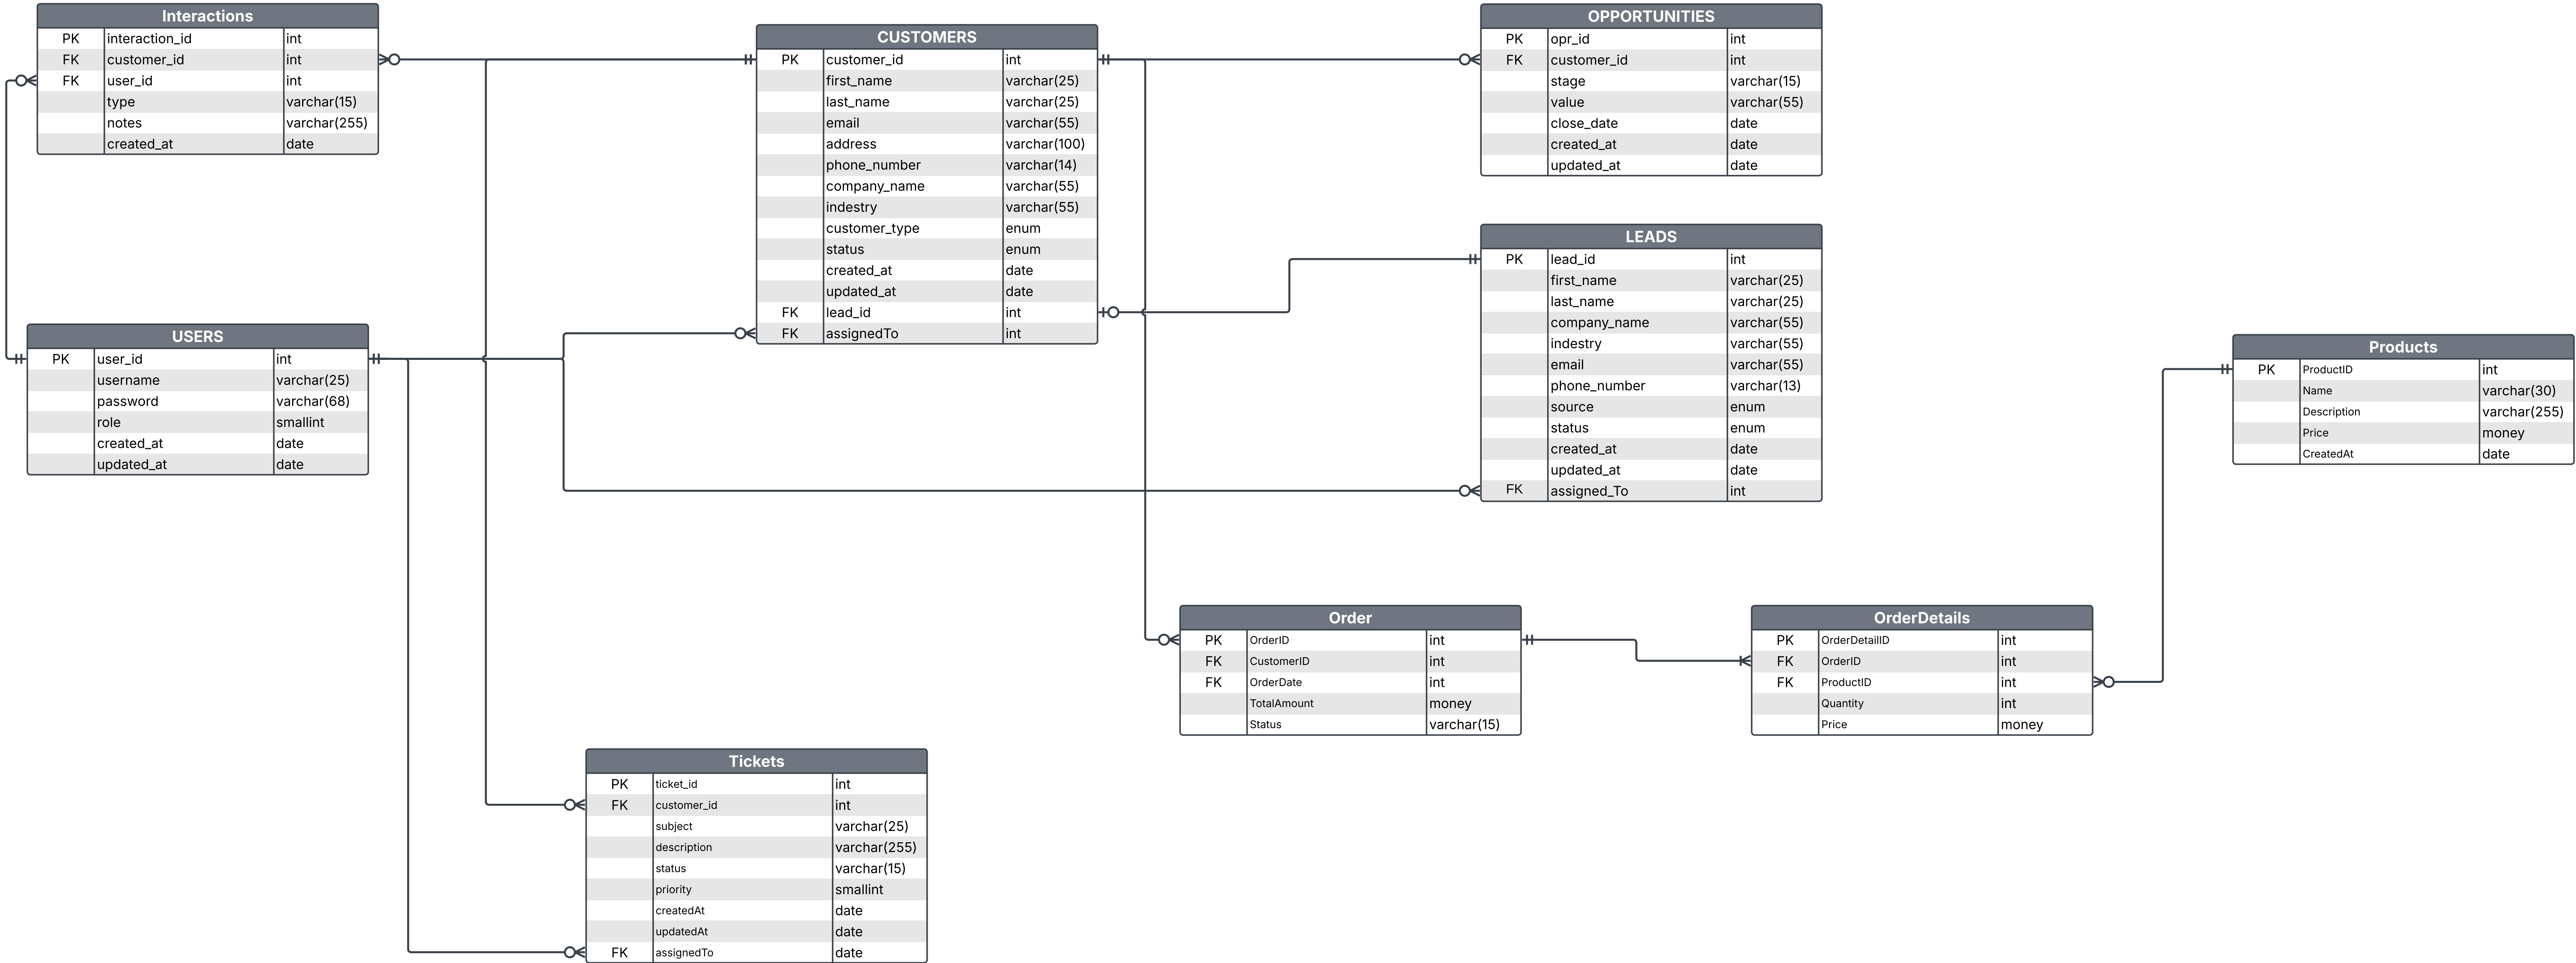 Interactions
PK interaction_id int
FK customer_id int
FK user_id int
type varchar(15)
notes varchar(255)
created_at date
CUSTOMERS
PK customer_id int
first_name varchar(25)
last_name varchar(25)
email varchar(55)
address varchar(100)
phone_number varchar(14)
company_name varchar(55)
indestry varchar(55)
customer_type enum
status enum
created_at date
updated_at date
FK lead_id int
FK assignedTo int
OPPORTUNITIES
PK opr_id int
FK customer_id int
stage varchar(15)
value varchar(55)
close_date date
created_at date
updated_at date
LEADS
PK lead_id int
first_name varchar(25)
last_name varchar(25)
company_name varchar(55)
indestry varchar(55)
email varchar(55)
phone_number varchar(13)
source enum
status enum
created_at date
updated_at date
FK assigned_To int
USERS
PK user_id int
username varchar(25)
password varchar(68)
role smallint
created_at date
updated_at date
Products
PK ProductID int
Name varchar(30)
Description varchar(255)
Price money
CreatedAt date
Order
PK OrderID int
FK CustomerID int
FK OrderDate int
TotalAmount money
Status varchar(15)
OrderDetails
PK OrderDetailID int
FK OrderID int
FK ProductID int
Quantity int
Price money
Tickets
PK ticket_id int
FK customer_id int
subject varchar(25)
description varchar(255)
status varchar(15)
priority smallint
createdAt date
updatedAt date
FK assignedTo date